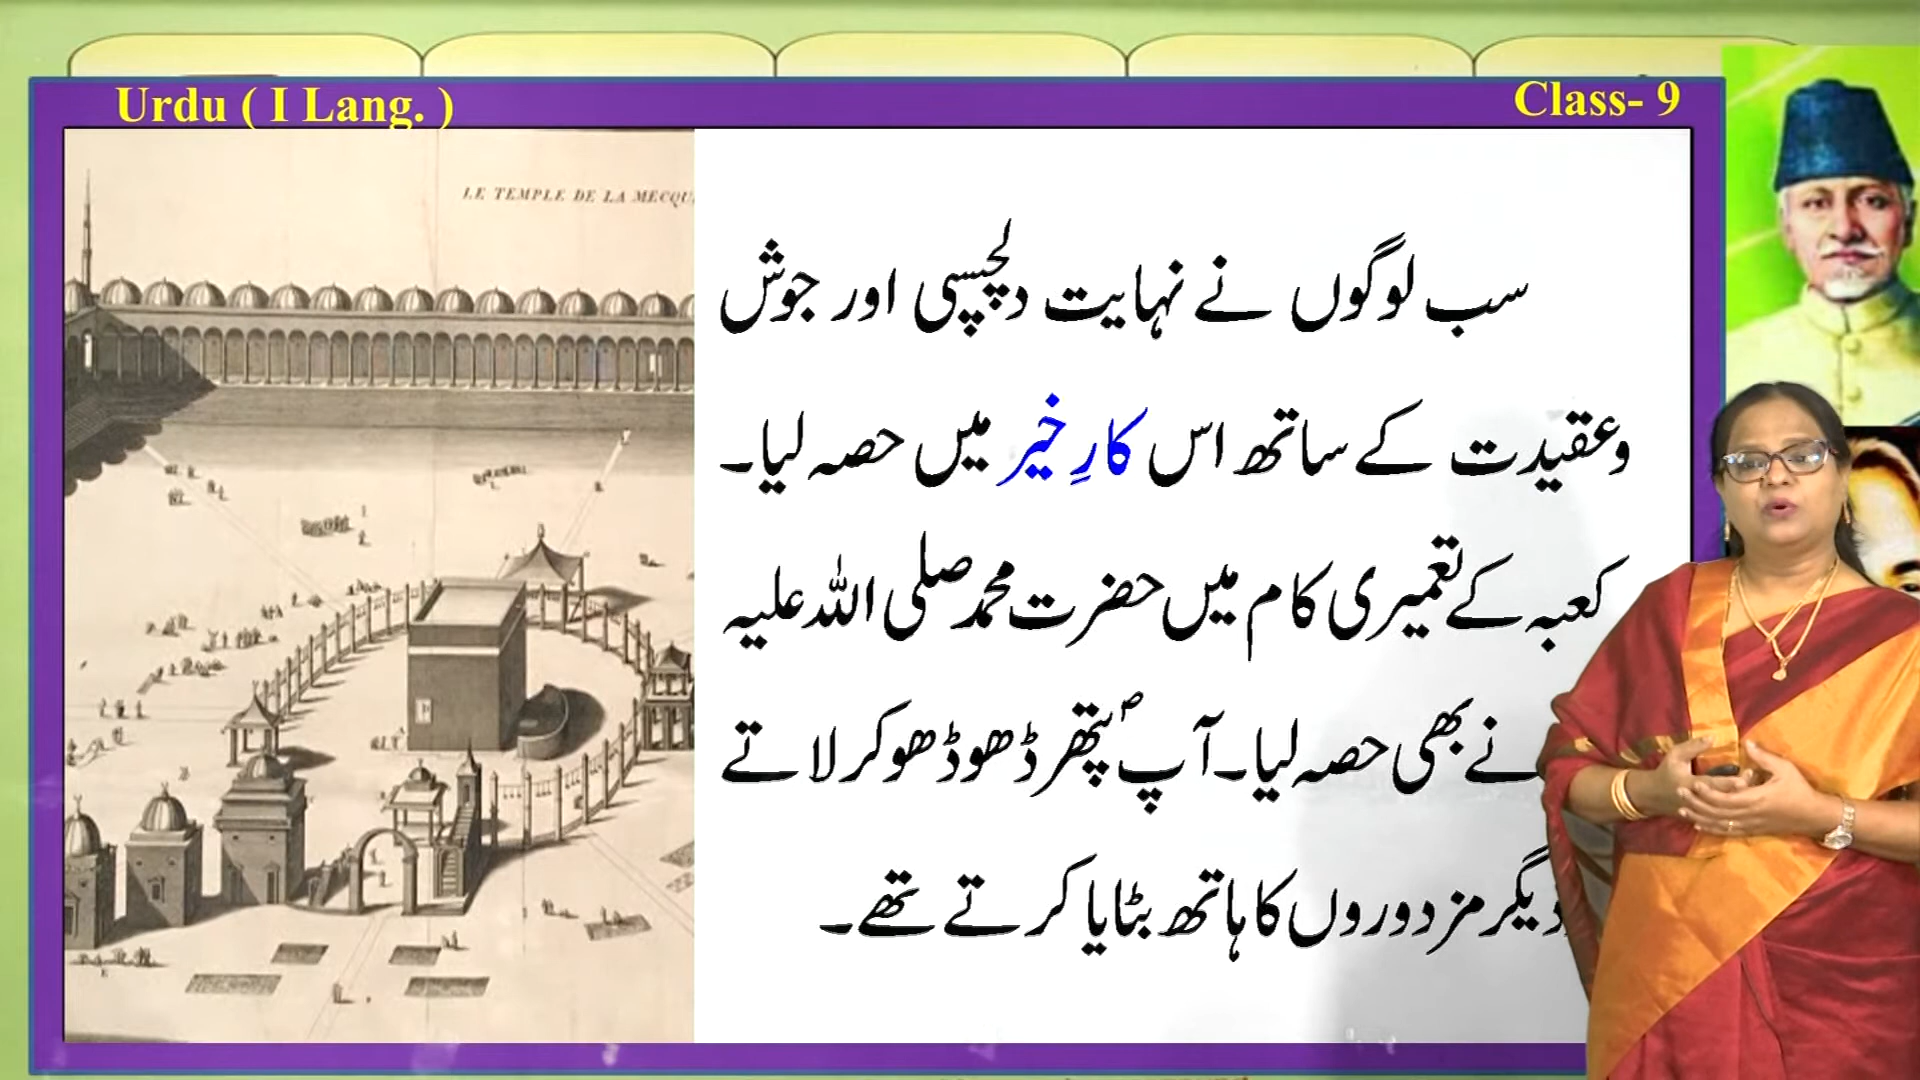 Urdu ( I Lang. )
Class- 9
LE TEMPLE DE LA MECQU
سب لوگوں نے نہایت دلچسپی اور جوش
وعقیدت کے ساتھ اس کارِ خیر میں حصہ لیا۔
کعبہ کے تعمیری کام میں حضرت محمد صلی اللہ علیہ
نے بھی حصہ لیا۔ آپؐ پتھر ڈھو ڈھو کر لاتے
دیگر مزدوروں کا ہاتھ بٹایا کرتے تھے۔